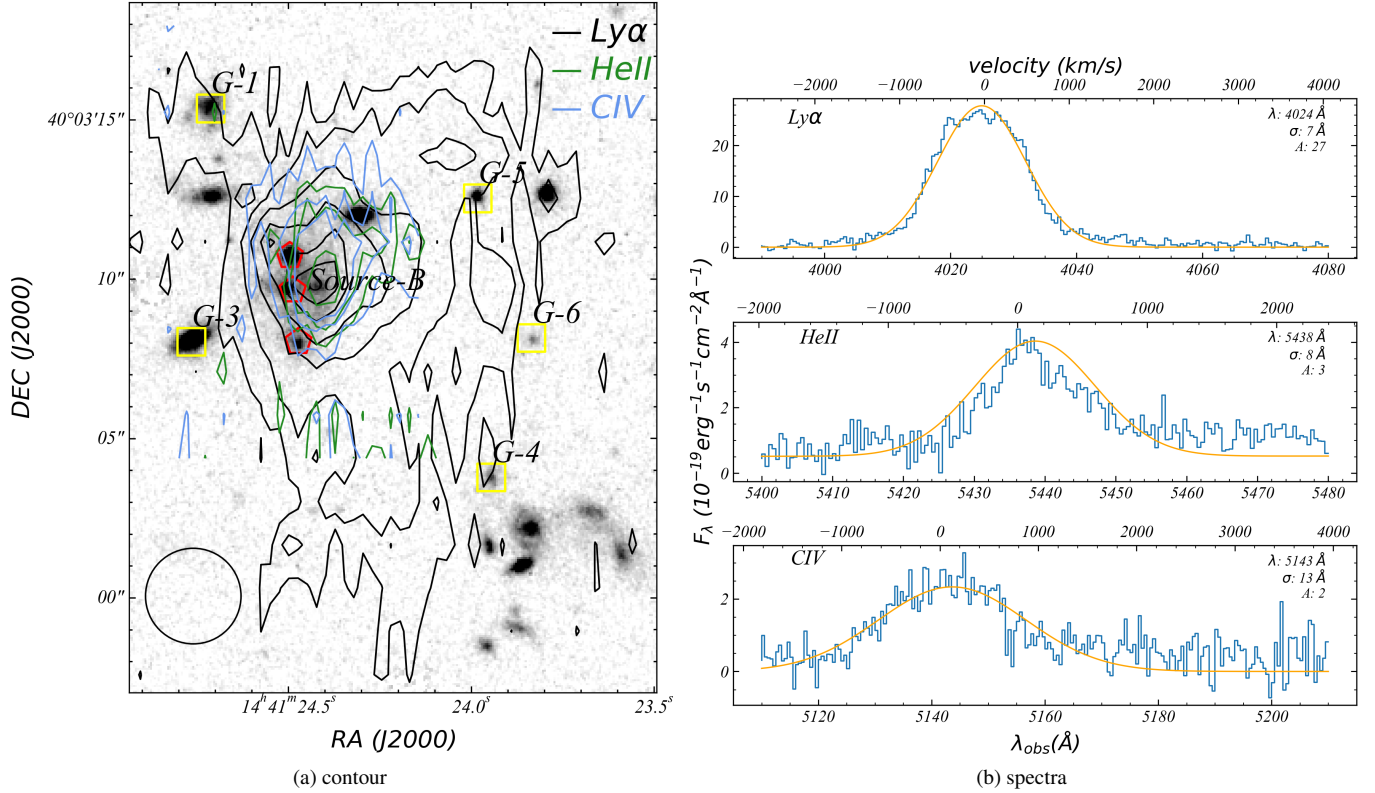 Lyα
HeII
CIV
G-1
G-5
Source-B
G-3
G-6
G-4
40°03′15″
10″
05″
00″
DEC (J2000)
14ʰ41ᵐ24.5ˢ
24.0ˢ
23.5ˢ
RA (J2000)
(a) contour
velocity (km/s)
−2000 −1000 0 1000 2000 3000 4000
Lyα
λ: 4024 Å
σ: 7 Å
A: 27
20
10
0
4000 4020 4040 4060 4080
−2000 −1000 0 1000 2000
HeII
λ: 5438 Å
σ: 8 Å
A: 3
4
2
0
5400 5410 5420 5430 5440 5450 5460 5470 5480
−2000 −1000 0 1000 2000 3000 4000
CIV
λ: 5143 Å
σ: 13 Å
A: 2
2
0
5120 5140 5160 5180 5200
F_λ (10⁻¹⁹erg⁻¹s⁻¹cm⁻²Å⁻¹)
λ_obs(Å)
(b) spectra